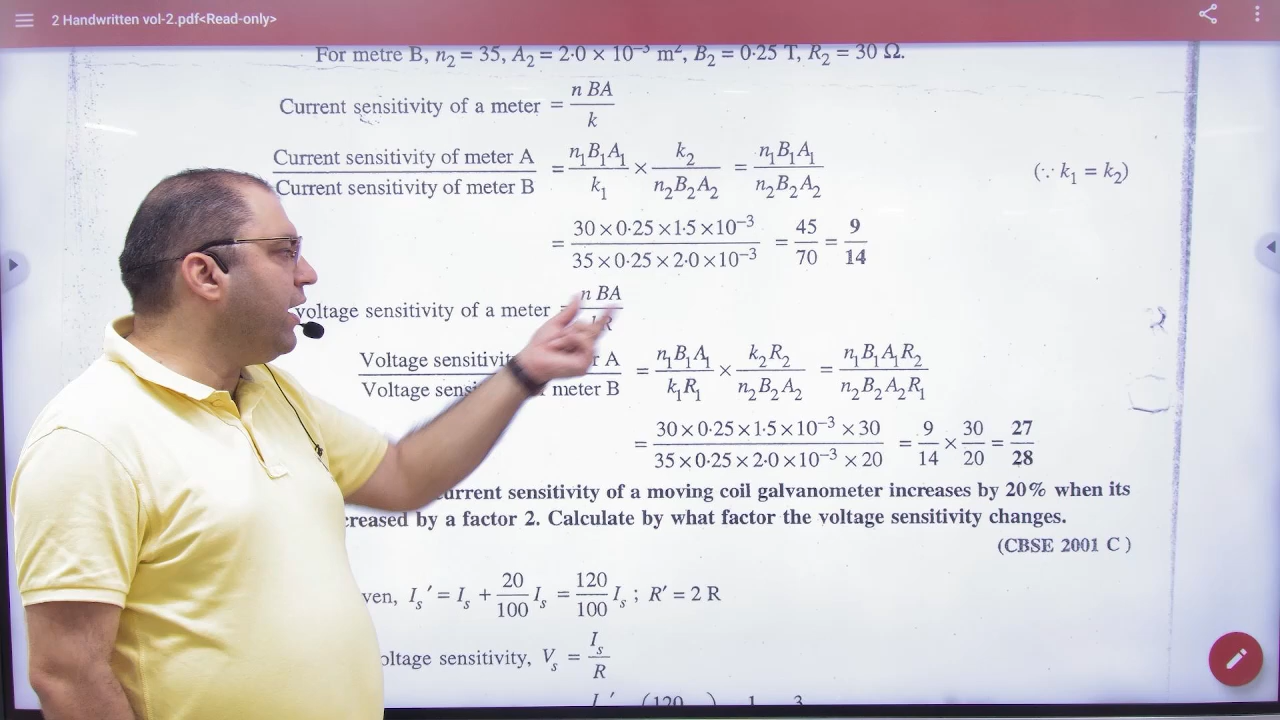 2 Handwritten vol-2.pdf<Read-only>
For metre B, n₂ = 35, A₂ = 2·0 × 10⁻³ m², B₂ = 0·25 T, R₂ = 30 Ω.
Current sensitivity of a meter = n BA / k
Current sensitivity of meter A / Current sensitivity of meter B = n₁B₁A₁ / k₁ × k₂ / n₂B₂A₂ = n₁B₁A₁ / n₂B₂A₂ (∵ k₁ = k₂)
= 30 × 0·25 × 1·5 × 10⁻³ / 35 × 0·25 × 2·0 × 10⁻³ = 45 / 70 = 9 / 14
voltage sensitivity of a meter = n BA / R
Voltage A / Voltage meter B = n₁B₁A₁ / k₁R₁ × k₂R₂ / n₂B₂A₂ = n₁B₁A₁R₂ / n₂B₂A₂R₁
= 30 × 0·25 × 1·5 × 10⁻³ × 30 / 35 × 0·25 × 2·0 × 10⁻³ × 20 = 9 / 14 × 30 / 20 = 27 / 28
current sensitivity of a moving coil galvanometer increases by 20% when its
creased by a factor 2. Calculate by what factor the voltage sensitivity changes.
(CBSE 2001 C)
ven, Iₛ′ = Iₛ + 20 / 100 Iₛ = 120 / 100 Iₛ ; R′ = 2 R
oltage sensitivity, Vₛ = Iₛ / R